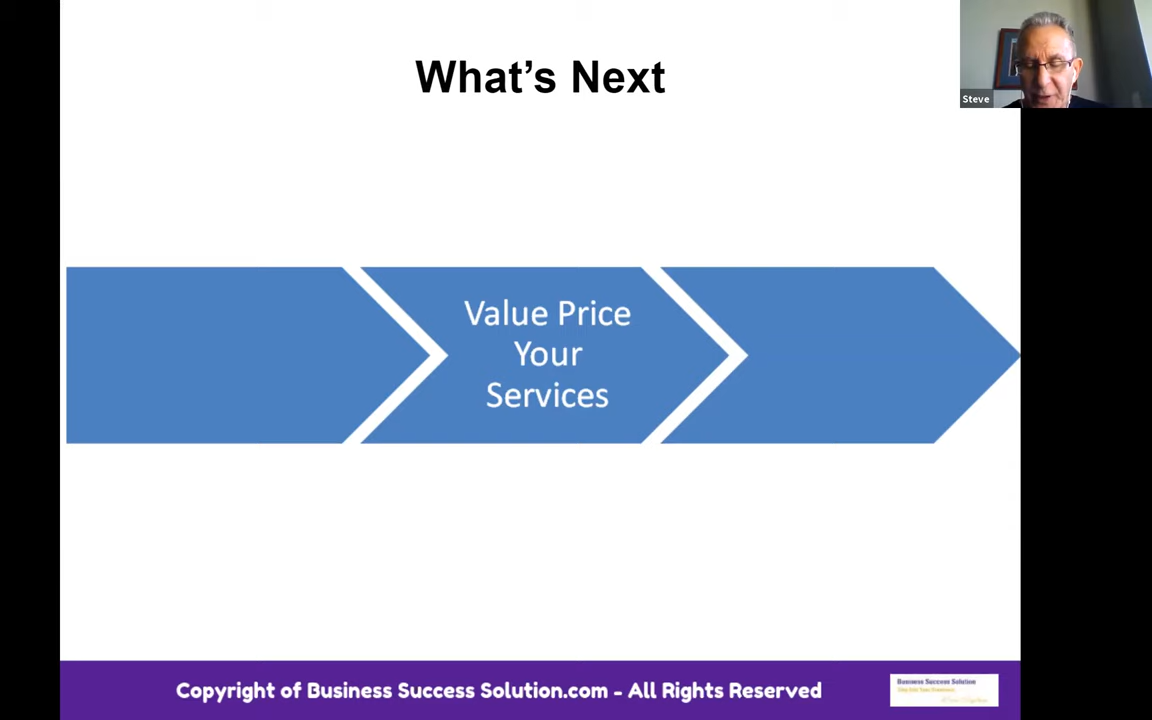 What's Next
Steve
Value Price
Your
Services
Copyright of Business Success Solution.com - All Rights Reserved
Business Success Solution